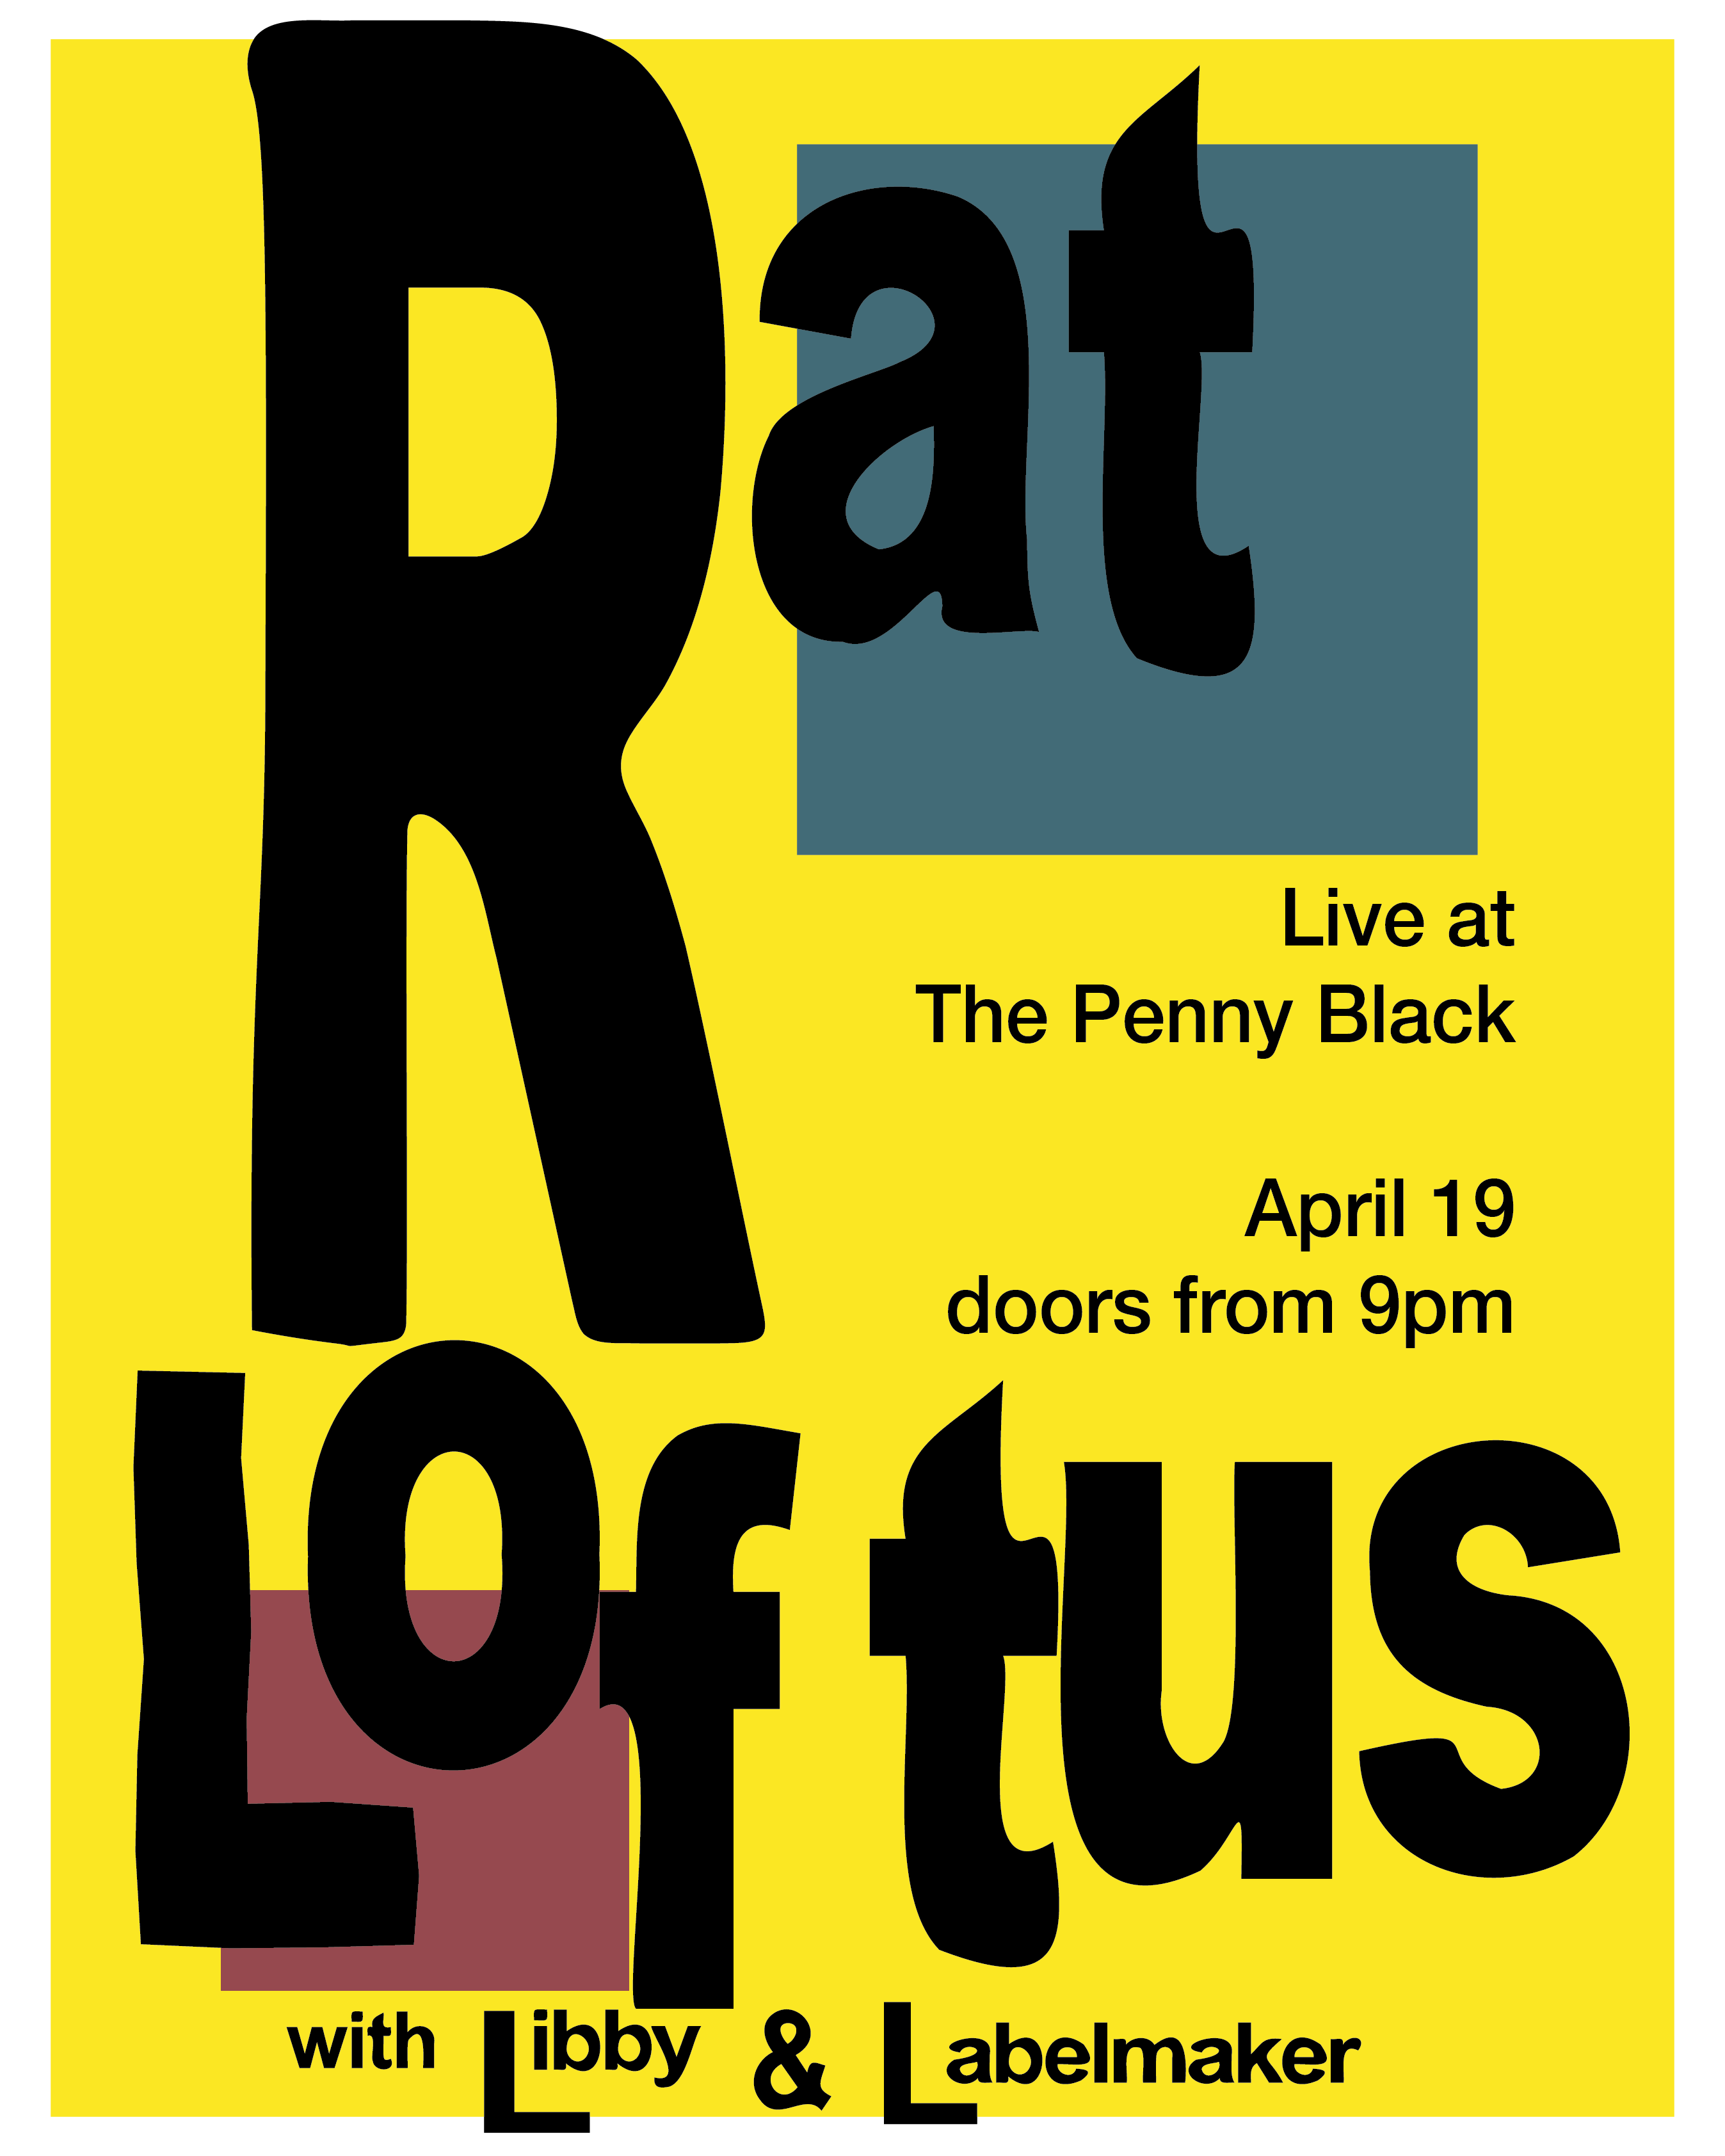 Rat
Live at
The Penny Black
April 19
doors from 9pm
Loftus
with Libby & Labelmaker